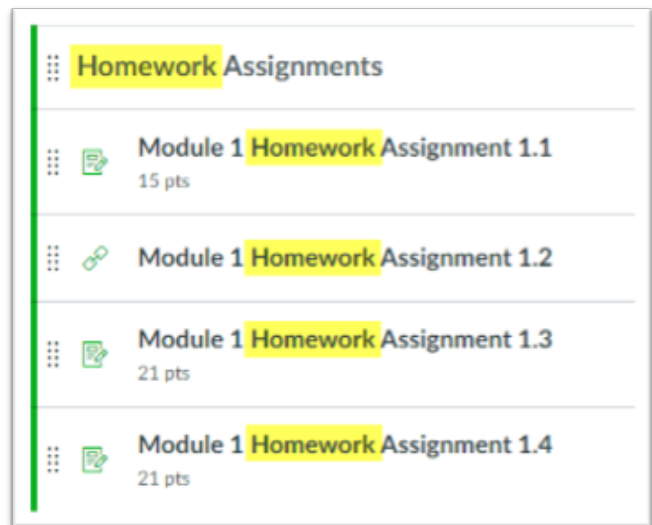 Homework Assignments
Module 1 Homework Assignment 1.1
15 pts
Module 1 Homework Assignment 1.2
Module 1 Homework Assignment 1.3
21 pts
Module 1 Homework Assignment 1.4
21 pts